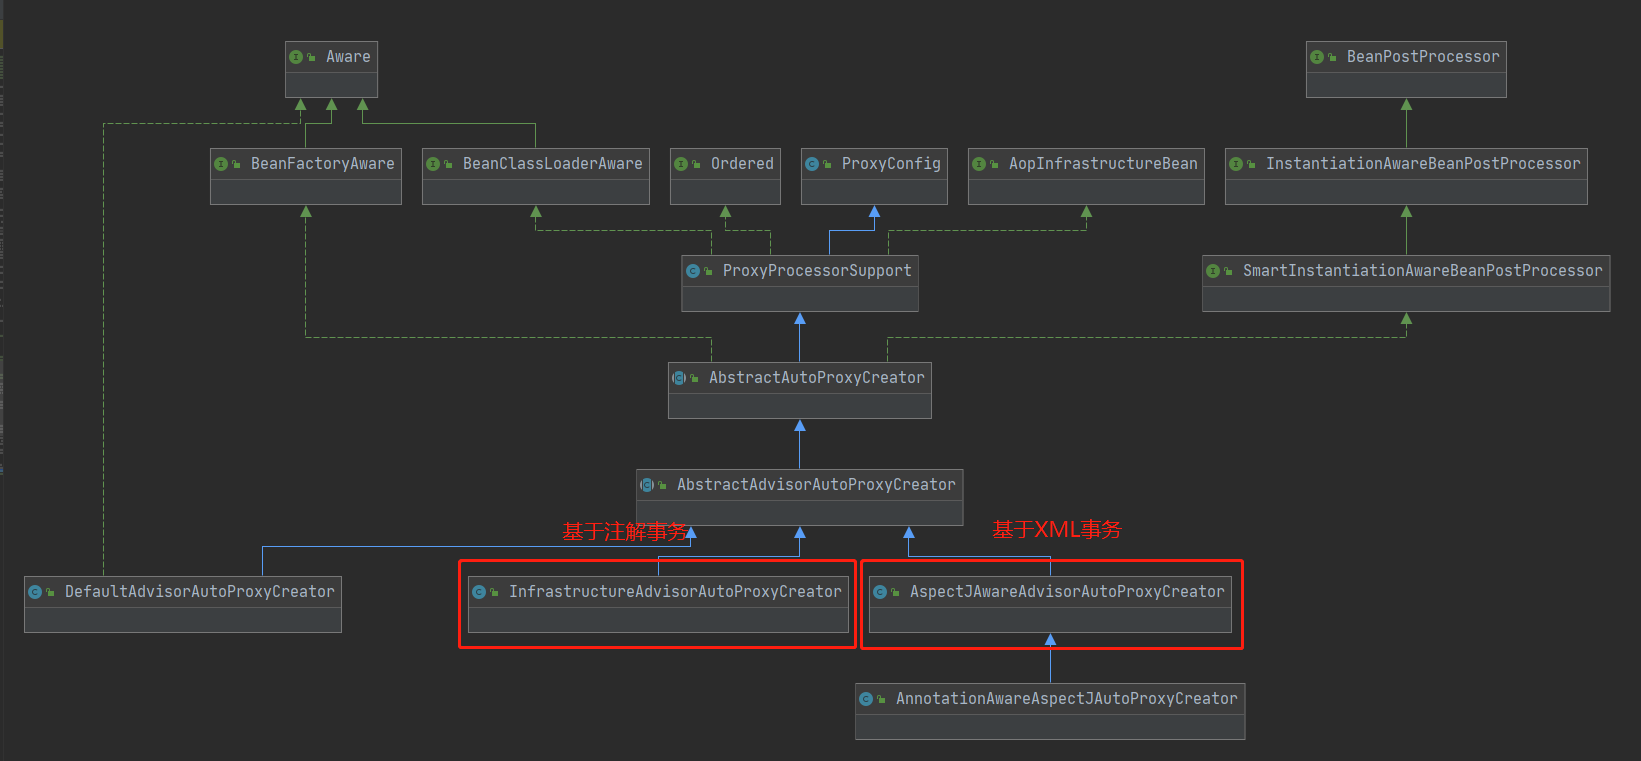 Aware
BeanPostProcessor
BeanFactoryAware
BeanClassLoaderAware
Ordered
ProxyConfig
AopInfrastructureBean
InstantiationAwareBeanPostProcessor
ProxyProcessorSupport
SmartInstantiationAwareBeanPostProcessor
AbstractAutoProxyCreator
AbstractAdvisorAutoProxyCreator
基于注解事务
基于XML事务
DefaultAdvisorAutoProxyCreator
InfrastructureAdvisorAutoProxyCreator
AspectJAwareAdvisorAutoProxyCreator
AnnotationAwareAspectJAutoProxyCreator